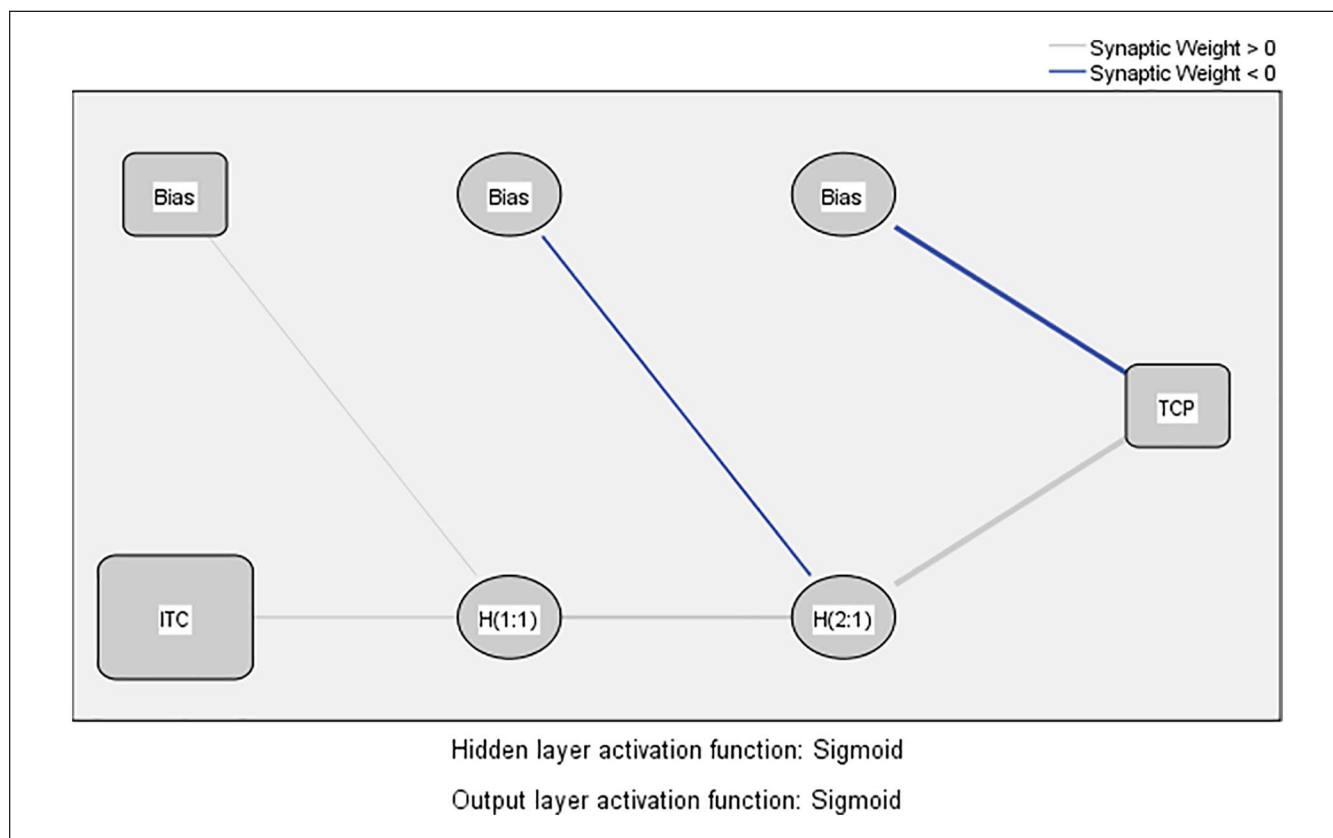 Synaptic Weight > 0
Synaptic Weight < 0
Bias
Bias
Bias
TCP
ITC
H(1:1)
H(2:1)
Hidden layer activation function: Sigmoid
Output layer activation function: Sigmoid